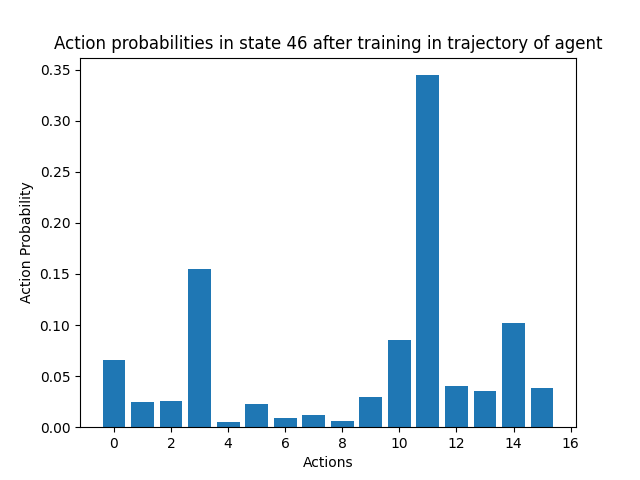 Action probabilities in state 46 after training in trajectory of agent
0.35
0.30
0.25
0.20
0.15
0.10
0.05
0.00
Action Probability
0 2 4 6 8 10 12 14 16
Actions